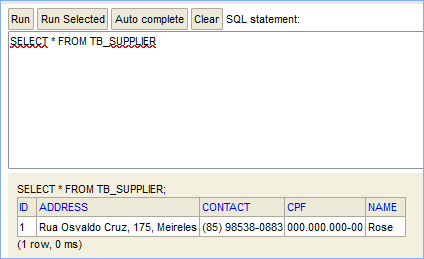 Run Run Selected Auto complete Clear SQL statement:
SELECT * FROM TB_SUPPLIER
SELECT * FROM TB_SUPPLIER;
ID ADDRESS CONTACT CPF NAME
1 Rua Osvaldo Cruz, 175, Meireles (85) 98538-0883 000.000.000-00 Rose
(1 row, 0 ms)